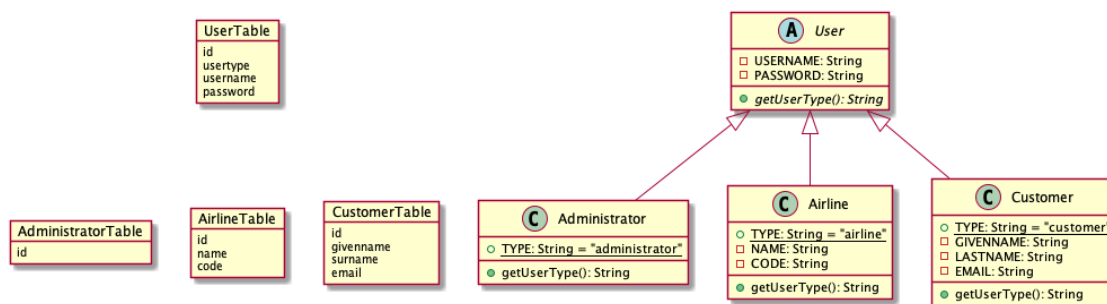 UserTable
id
usertype
username
password
A User
USERNAME: String
PASSWORD: String
getUserType(): String
AdministratorTable
id
AirlineTable
id
name
code
CustomerTable
id
givenname
surname
email
C Administrator
TYPE: String = "administrator"
getUserType(): String
C Airline
TYPE: String = "airline"
NAME: String
CODE: String
getUserType(): String
C Customer
TYPE: String = "customer"
GIVENNAME: String
LASTNAME: String
EMAIL: String
getUserType(): String